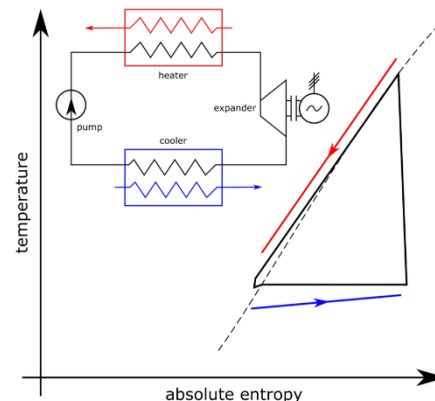 heater
expander
pump
cooler
temperature
absolute entropy